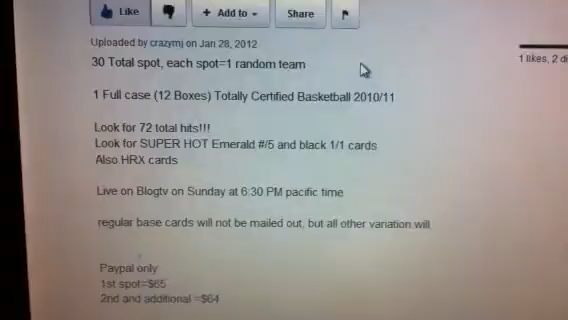 Like + Add to Share
Uploaded by crazymj on Jan 28, 2012
1 likes, 2 di
30 Total spot, each spot=1 random team
1 Full case (12 Boxes) Totally Certified Basketball 2010/11
Look for 72 total hits!!!
Look for SUPER HOT Emerald #/5 and black 1/1 cards
Also HRX cards
Live on Blogtv on Sunday at 6:30 PM pacific time
regular base cards will not be mailed out, but all other variation will
Paypal only
1st spot=$65
2nd and additional =$64